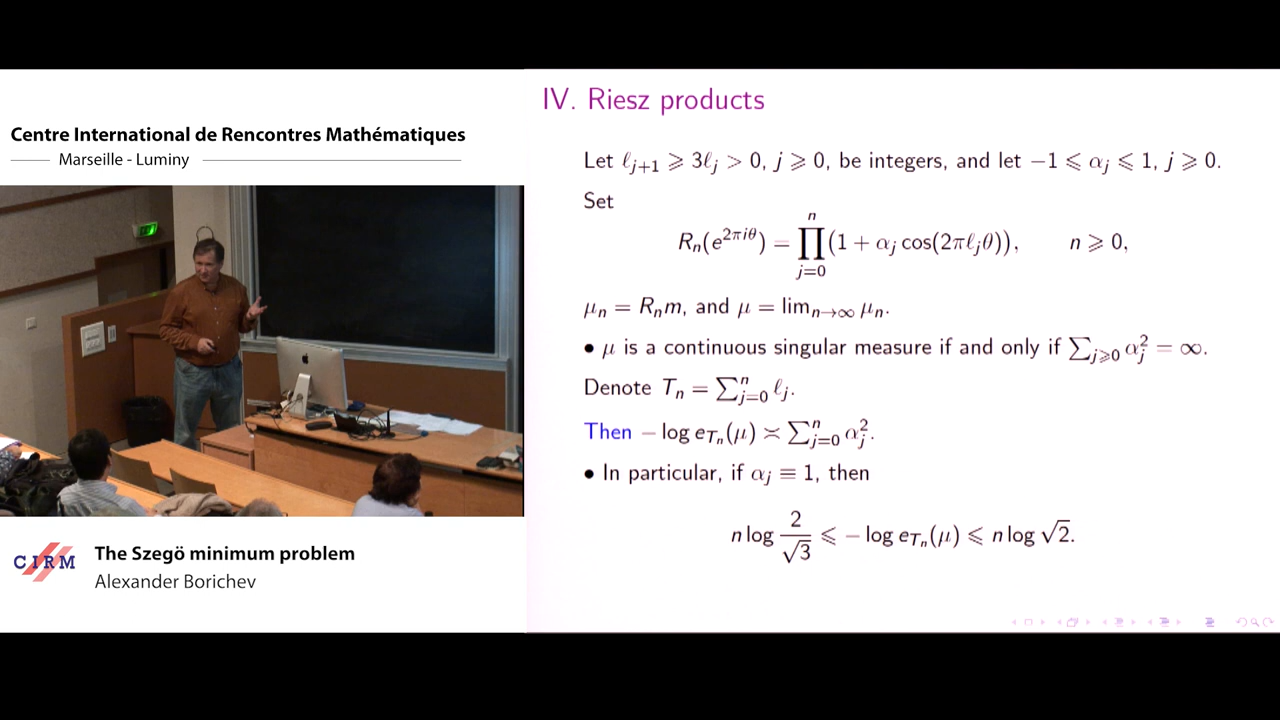 Centre International de Rencontres Mathématiques
Marseille - Luminy
CIRM
The Szegö minimum problem
Alexander Borichev
IV. Riesz products
Let ℓ_{j+1} ⩾ 3ℓ_j > 0, j ⩾ 0, be integers, and let −1 ⩽ α_j ⩽ 1, j ⩾ 0.
Set
R_n(e^{2πiθ}) = ∏_{j=0}^{n} (1 + α_j cos(2πℓ_jθ)), n ⩾ 0,
μ_n = R_n m, and μ = lim_{n→∞} μ_n.
• μ is a continuous singular measure if and only if ∑_{j⩾0} α_j^2 = ∞.
Denote T_n = ∑_{j=0}^{n} ℓ_j.
Then − log e_{T_n}(μ) ≍ ∑_{j=0}^{n} α_j^2.
• In particular, if α_j ≡ 1, then
n log 2/√3 ⩽ − log e_{T_n}(μ) ⩽ n log √2.